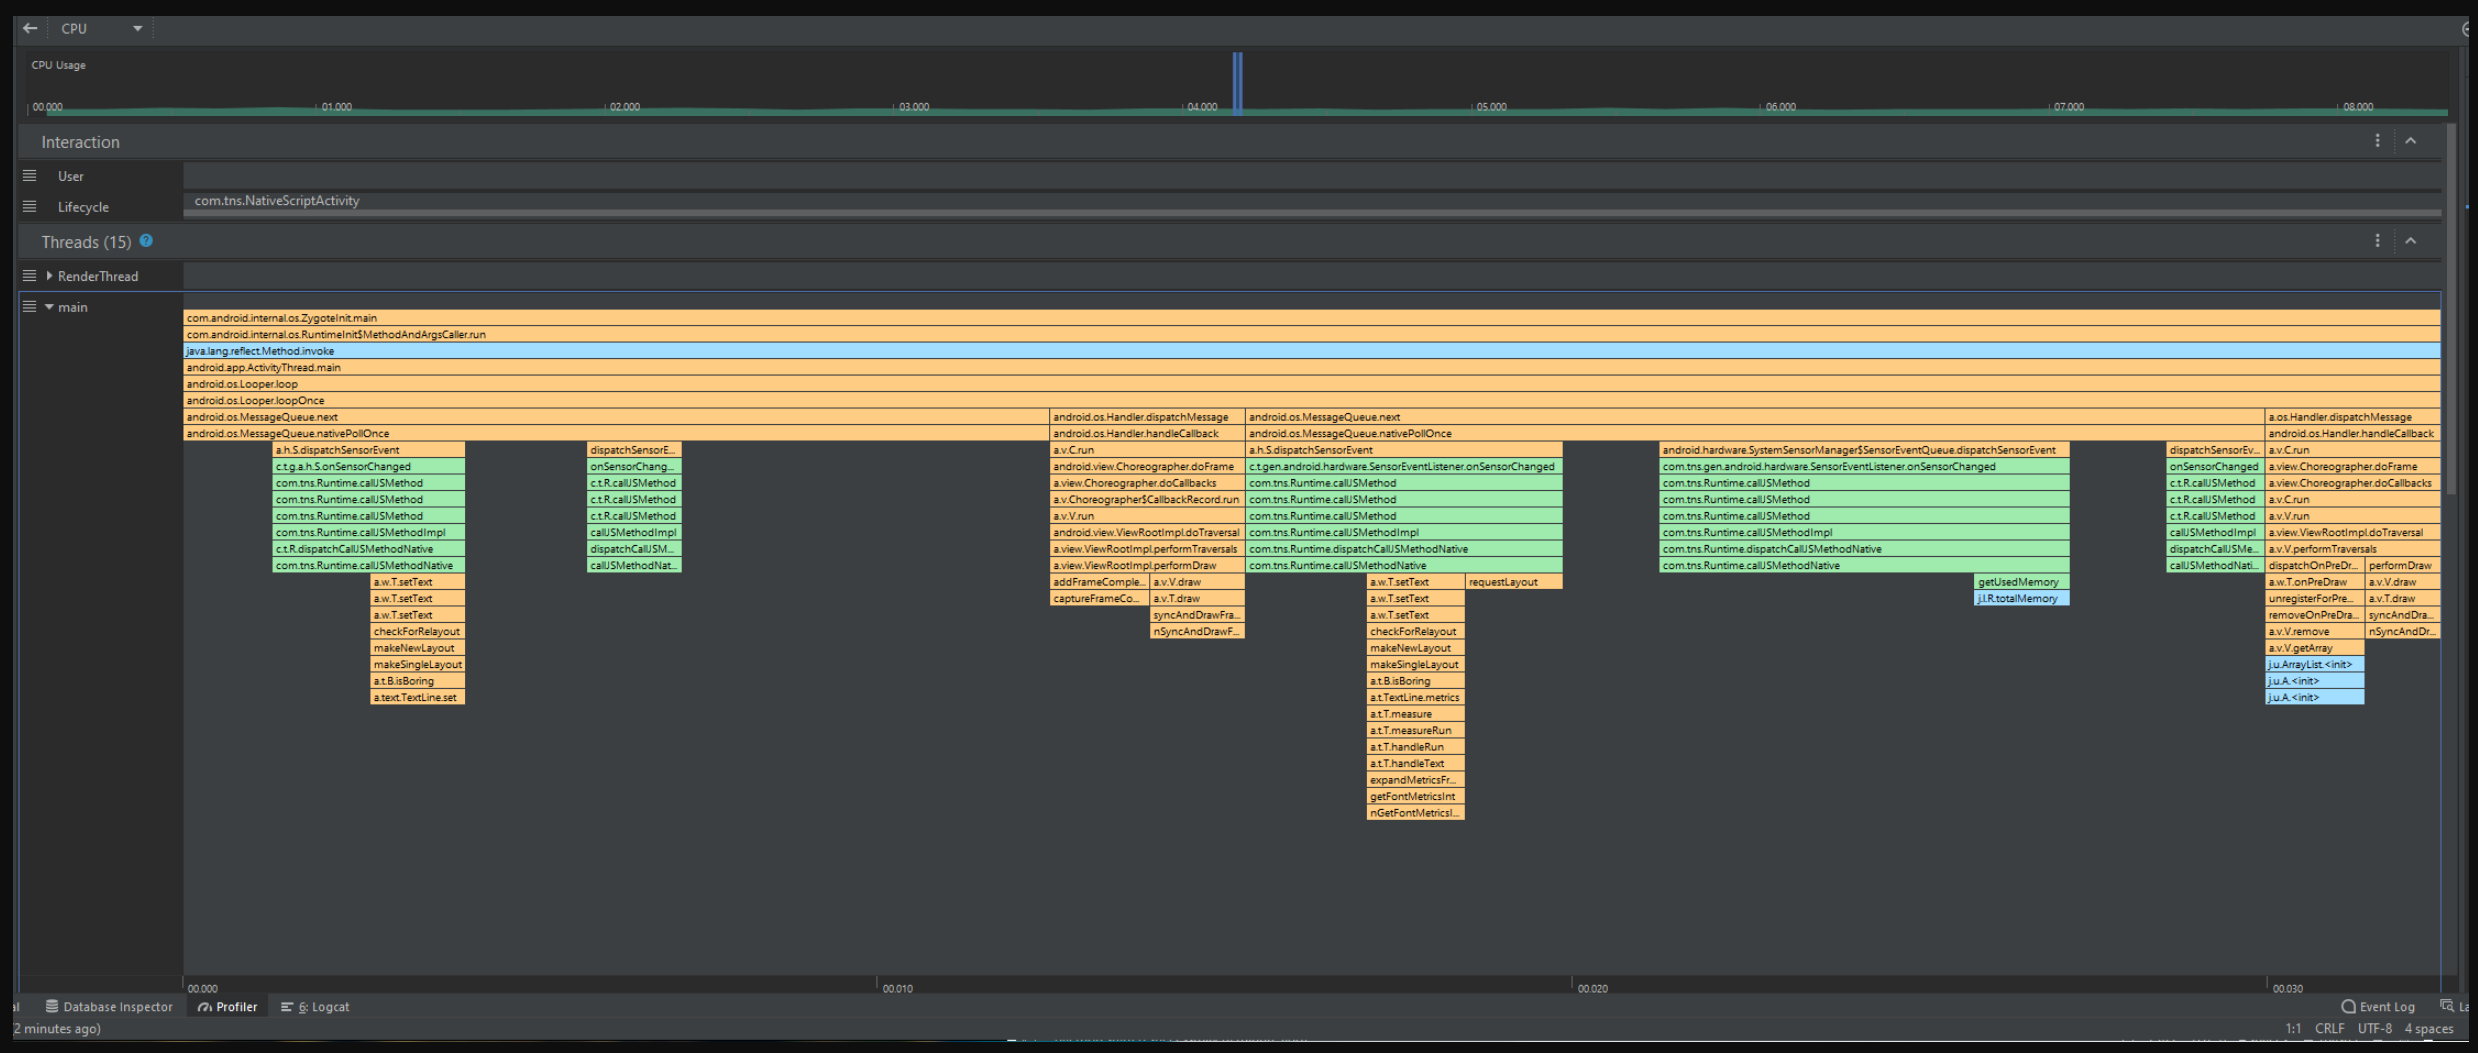 CPU
CPU Usage
00.000 01.000 02.000 03.000 04.000 05.000 06.000 07.000 08.000
Interaction
User
Lifecycle com.tns.NativeScriptActivity
Threads (15) ?
RenderThread
main
com.android.internal.os.ZygoteInit.main
com.android.internal.os.RuntimeInit$MethodAndArgsCaller.run
java.lang.reflect.Method.invoke
android.app.ActivityThread.main
android.os.Looper.loop
android.os.Looper.loopOnce
android.os.MessageQueue.next android.os.Handler.dispatchMessage android.os.MessageQueue.next a.os.Handler.dispatchMessage
android.os.MessageQueue.nativePollOnce android.os.Handler.handleCallback android.os.MessageQueue.nativePollOnce android.os.Handler.handleCallback
a.h.S.dispatchSensorEvent dispatchSensorE... a.v.C.run a.h.S.dispatchSensorEvent android.hardware.SystemSensorManager$SensorEventQueue.dispatchSensorEvent dispatchSensorEv... a.v.C.run
c.t.g.a.h.S.onSensorChanged onSensorChang... android.view.Choreographer.doFrame c.t.gen.android.hardware.SensorEventListener.onSensorChanged com.tns.gen.android.hardware.SensorEventListener.onSensorChanged onSensorChanged a.view.Choreographer.doFrame
com.tns.Runtime.callJSMethod c.t.R.callJSMethod a.view.Choreographer.doCallbacks com.tns.Runtime.callJSMethod com.tns.Runtime.callJSMethod c.t.R.callJSMethod a.view.Choreographer.doCallbacks
com.tns.Runtime.callJSMethod c.t.R.callJSMethod a.v.Choreographer$CallbackRecord.run com.tns.Runtime.callJSMethod com.tns.Runtime.callJSMethod c.t.R.callJSMethod a.v.C.run
com.tns.Runtime.callJSMethod c.t.R.callJSMethod a.v.V.run com.tns.Runtime.callJSMethod com.tns.Runtime.callJSMethod c.t.R.callJSMethod a.v.V.run
com.tns.Runtime.callJSMethodImpl callJSMethodImpl android.view.ViewRootImpl.doTraversal com.tns.Runtime.callJSMethodImpl com.tns.Runtime.callJSMethodImpl callJSMethodImpl a.view.ViewRootImpl.doTraversal
c.t.R.dispatchCallJSMethodNative dispatchCallJSM... a.view.ViewRootImpl.performTraversals com.tns.Runtime.dispatchCallJSMethodNative com.tns.Runtime.dispatchCallJSMethodNative dispatchCallJSMe... a.v.V.performTraversals
com.tns.Runtime.callJSMethodNative callJSMethodNat... a.view.ViewRootImpl.performDraw com.tns.Runtime.callJSMethodNative com.tns.Runtime.callJSMethodNative callJSMethodNati... dispatchOnPreDr... performDraw
a.w.T.setText addFrameComple... a.v.V.draw a.w.T.setText requestLayout getUsedMemory a.w.T.onPreDraw a.v.V.draw
a.w.T.setText captureFrameCo... a.v.T.draw a.w.T.setText j.l.R.totalMemory unregisterForPre... a.v.T.draw
a.w.T.setText syncAndDrawFra... a.w.T.setText removeOnPreDra... syncAndDra...
checkForRelayout nSyncAndDrawF... checkForRelayout a.v.V.remove nSyncAndDr...
makeNewLayout makeNewLayout a.v.V.getArray
makeSingleLayout makeSingleLayout j.u.ArrayList.<init>
a.t.B.isBoring a.t.B.isBoring j.u.A.<init>
a.text.TextLine.set a.t.TextLine.metrics j.u.A.<init>
a.t.T.measure
a.t.T.measureRun
a.t.T.handleRun
a.t.T.handleText
expandMetricsFr...
getFontMetricsInt
nGetFontMetricsI...
00.000 00.010 00.020 00.030
al Database Inspector Profiler 6: Logcat Event Log La
2 minutes ago) 1:1 CRLF UTF-8 4 spaces